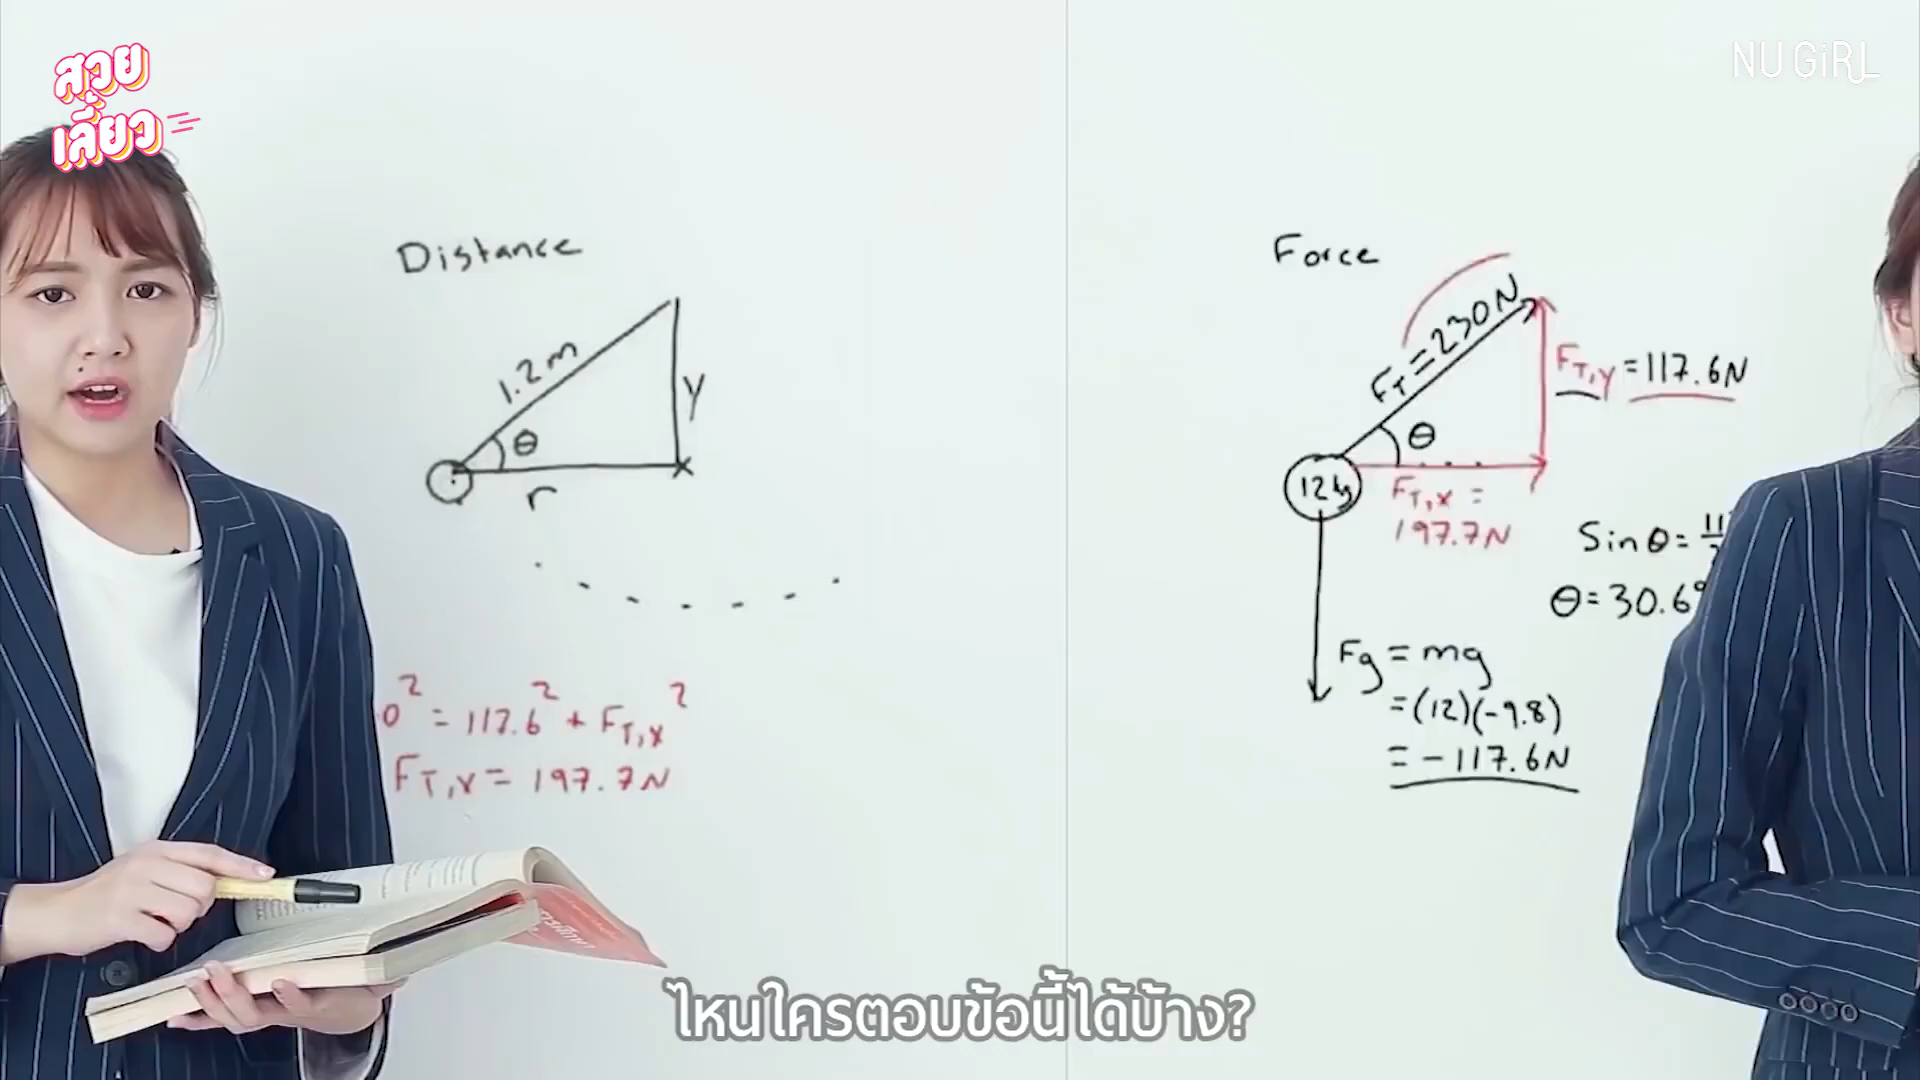 สวย
เลี้ยว
NU GiRL
Distance
1.2m
θ
y
r
Force
F_T = 230N
F_T,y = 117.6N
θ
12kg
F_T,x =
197.7N
Sin θ =
θ = 30.6°
Fg = mg
= (12)(-9.8)
= -117.6N
0² = 117.6² + F_T,x²
F_T,x = 197.7N
ไหนใครตอบข้อนี้ได้บ้าง?